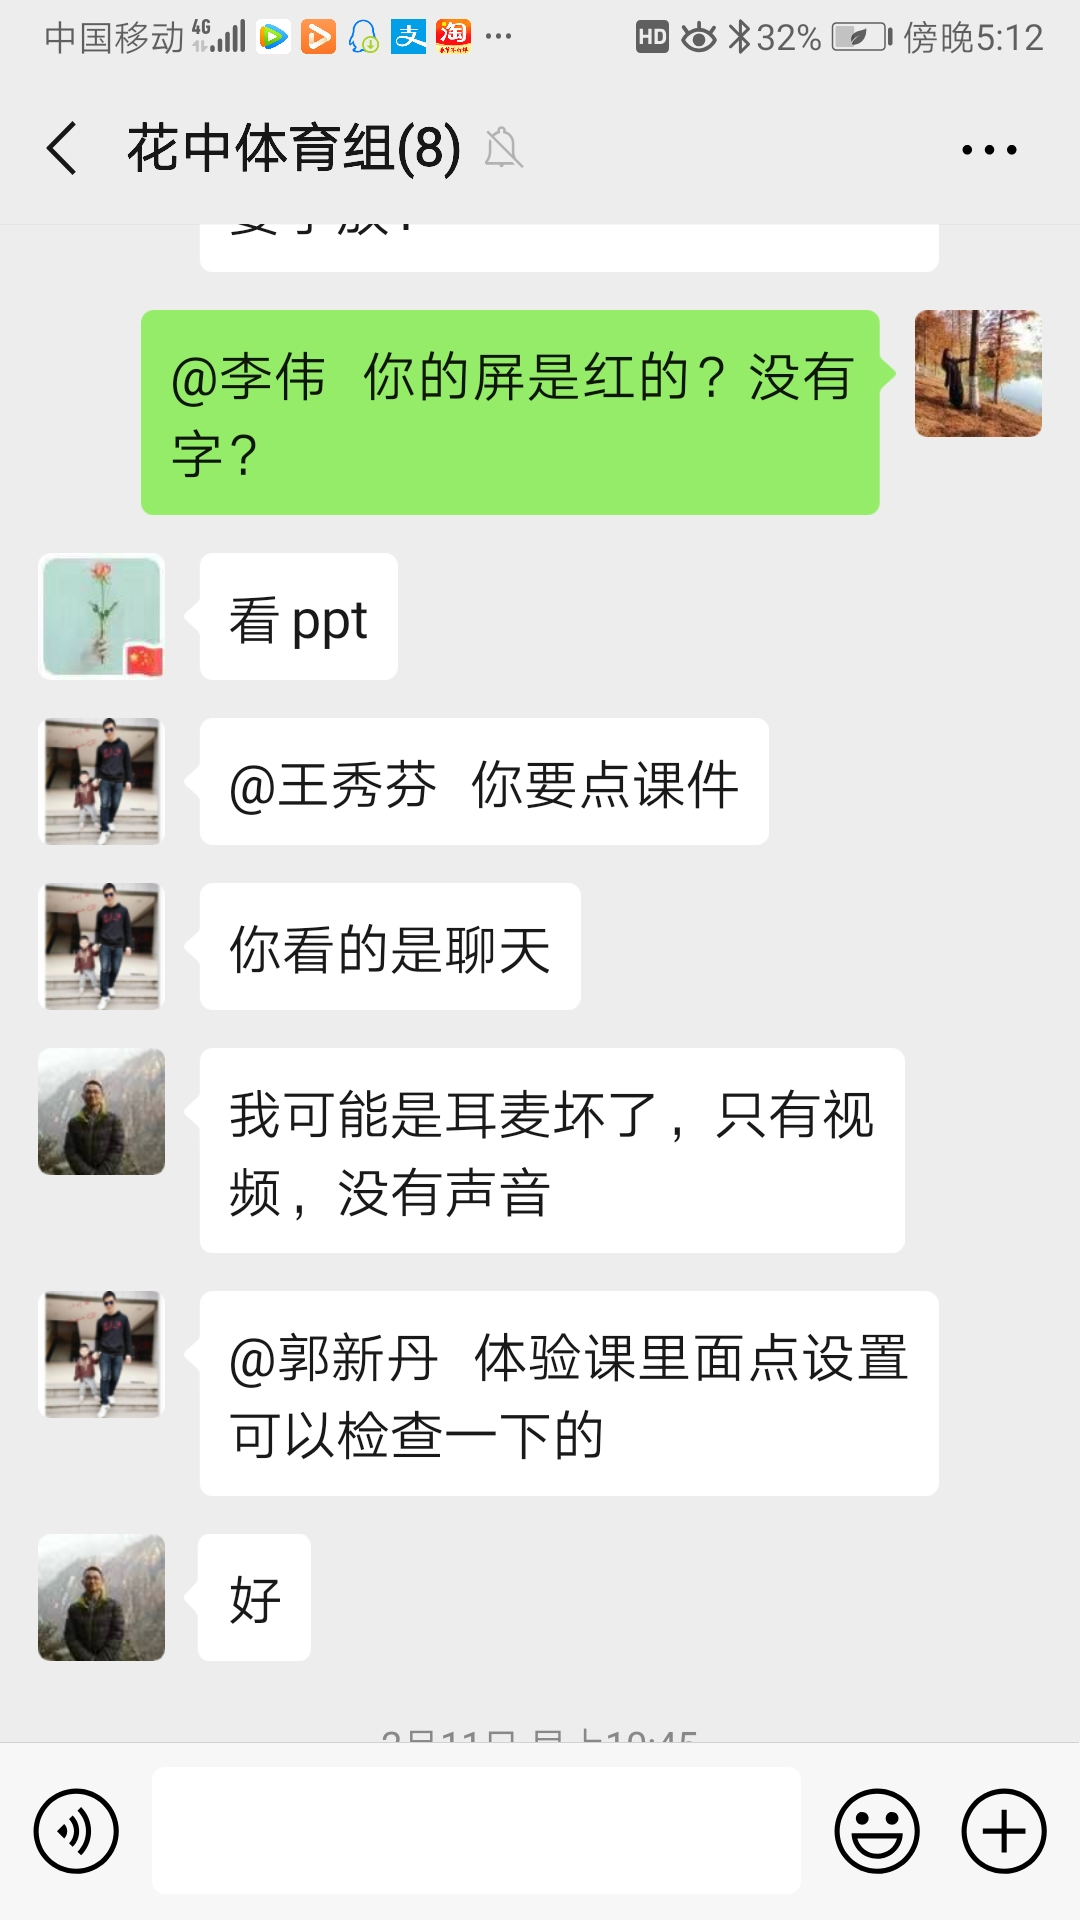 中国移动 4G HD 32% 傍晚5:12
花中体育组(8)
@李伟 你的屏是红的？没有
字？
看ppt
@王秀芬 你要点课件
你看的是聊天
我可能是耳麦坏了，只有视
频，没有声音
@郭新丹 体验课里面点设置
可以检查一下的
好